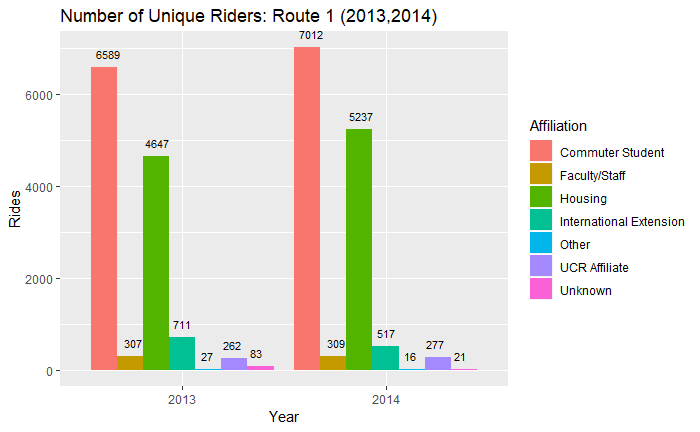 Number of Unique Riders: Route 1 (2013,2014)
7012
6589
6000
5237
4647
4000
Rides
2000
711
517
307
27
262
83
309
16
277
21
0
2013
2014
Year
Affiliation
Commuter Student
Faculty/Staff
Housing
International Extension
Other
UCR Affiliate
Unknown